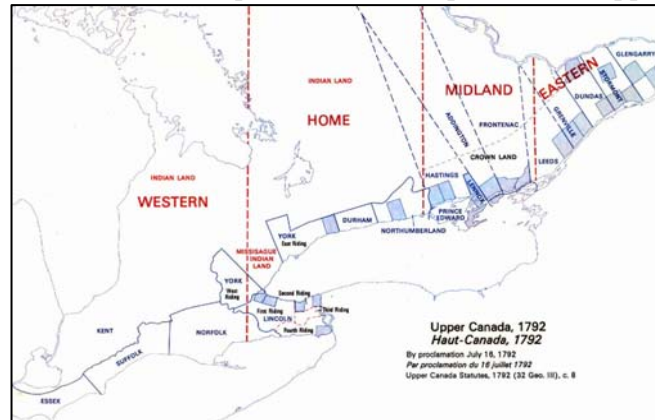 INDIAN LAND
HOME
MIDLAND
EASTERN
GLENGARRY
STORMONT
DUNDAS
GRENVILLE
LEEDS
FRONTENAC
ADDINGTON
CROWN LAND
LENNOX
HASTINGS
PRINCE
EDWARD
NORTHUMBERLAND
DURHAM
YORK
East Riding
INDIAN LAND
WESTERN
MISSISAGUE
INDIAN
LAND
YORK
West
Riding
First Riding
Second Riding
Third Riding
LINCOLN
Fourth Riding
KENT
NORFOLK
SUFFOLK
ESSEX
Upper Canada, 1792
Haut-Canada, 1792
By proclamation July 16, 1792
Par proclamation du 16 juillet 1792
Upper Canada Statutes, 1792 (32 Geo. III), c. 8